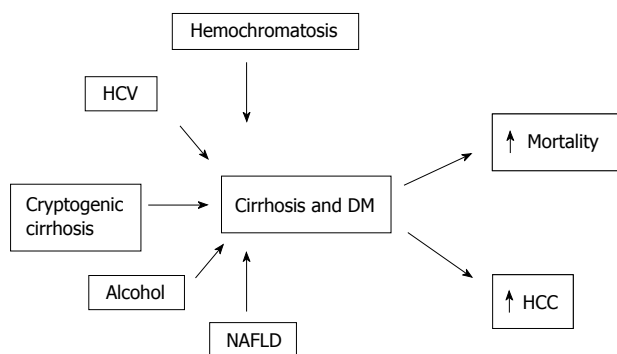 Hemochromatosis
HCV
Mortality
Cryptogenic
cirrhosis
Cirrhosis and DM
Alcohol
HCC
NAFLD